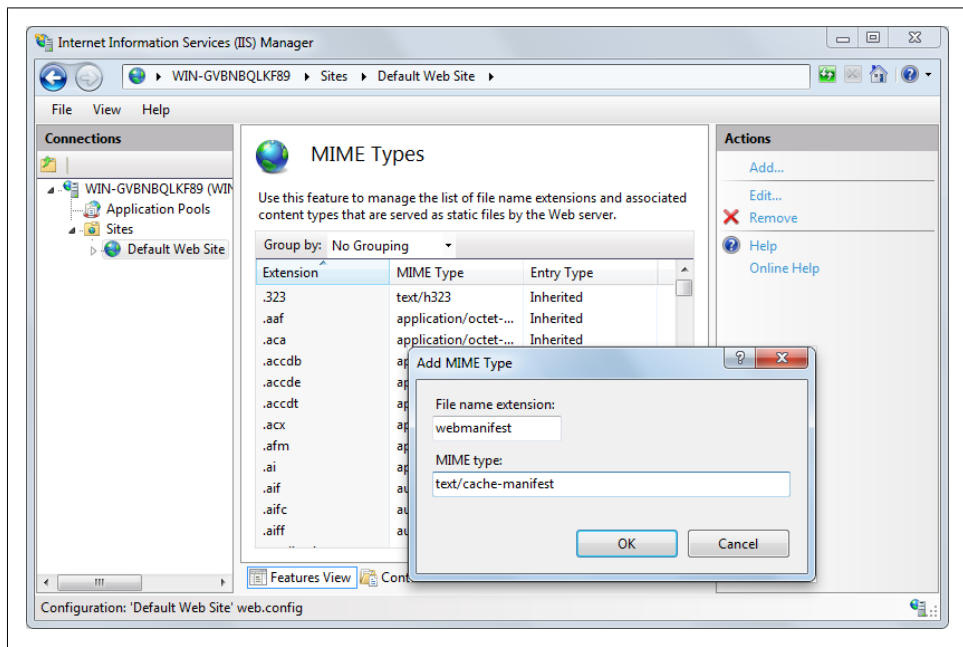 Internet Information Services (IIS) Manager
WIN-GVBNBQLKF89 Sites Default Web Site
File View Help
Connections
WIN-GVBNBQLKF89 (WIN
Application Pools
Sites
Default Web Site
MIME Types
Use this feature to manage the list of file name extensions and associated
content types that are served as static files by the Web server.
Group by: No Grouping
Extension MIME Type Entry Type
.323 text/h323 Inherited
.aaf application/octet-... Inherited
.aca application/octet-... Inherited
.accdb
.accde
.accdt
.acx
.afm
.ai
.aif
.aifc
.aiff
Features View
Actions
Add...
Edit...
Remove
Help
Online Help
Add MIME Type
File name extension:
webmanifest
MIME type:
text/cache-manifest
OK Cancel
Configuration: 'Default Web Site' web.config